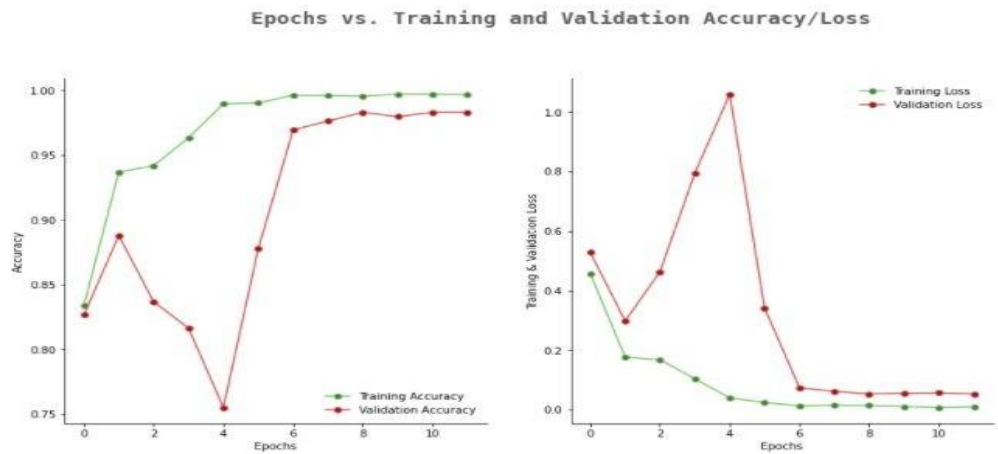 Epochs vs. Training and Validation Accuracy/Loss
1.00
0.95
0.90
0.85
0.80
0.75
Accuracy
0 2 4 6 8 10
Epochs
Training Accuracy
Validation Accuracy
1.0
0.8
0.6
0.4
0.2
0.0
Training & Validation Loss
0 2 4 6 8 10
Epochs
Training Loss
Validation Loss